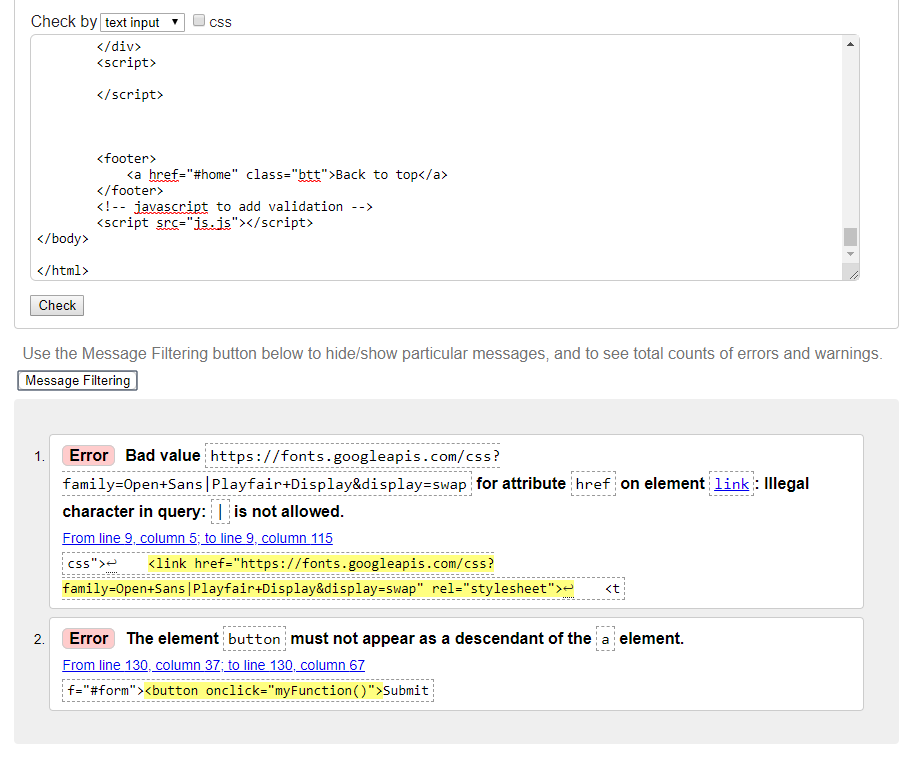 Check by text input ▼ css
</div>
<script>
</script>
<footer>
<a href="#home" class="btt">Back to top</a>
</footer>
<!-- javascript to add validation -->
<script src="js.js"></script>
</body>
</html>
Check
Use the Message Filtering button below to hide/show particular messages, and to see total counts of errors and warnings.
Message Filtering
1. Error Bad value https://fonts.googleapis.com/css?
family=Open+Sans|Playfair+Display&display=swap for attribute href on element link: Illegal
character in query: | is not allowed.
From line 9, column 5; to line 9, column 115
css">↩ <link href="https://fonts.googleapis.com/css?
family=Open+Sans|Playfair+Display&display=swap" rel="stylesheet">↩ <t
2. Error The element button must not appear as a descendant of the a element.
From line 130, column 37; to line 130, column 67
f="#form"><button onclick="myFunction()">Submit